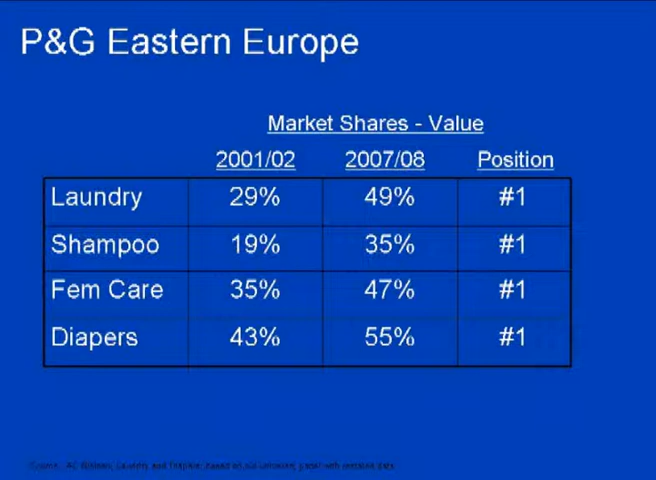 P&G Eastern Europe
Market Shares - Value
2001/02 2007/08 Position
Laundry 29% 49% #1
Shampoo 19% 35% #1
Fem Care 35% 47% #1
Diapers 43% 55% #1